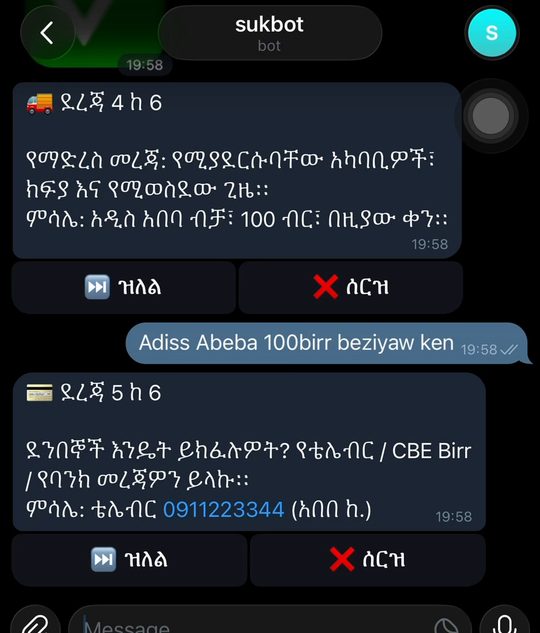 sukbot
bot
S
19:58
🚚 ደረጃ 4 ከ 6
የማድረስ መረጃ: የሚያደርሱባቸው አካባቢዎች፣
ክፍያ እና የሚወስደው ጊዜ።
ምሳሌ: አዲስ አበባ ብቻ፣ 100 ብር፣ በዚያው ቀን።
19:58
⏭ ዝለል
❌ ሰርዝ
Adiss Abeba 100birr beziyaw ken 19:58
💳 ደረጃ 5 ከ 6
ደንበኞች እንዴት ይክፈሉዎት? የቴሌብር / CBE Birr
/ የባንክ መረጃዎን ይላኩ።
ምሳሌ: ቴሌብር 0911223344 (አበበ ከ.)
19:58
⏭ ዝለል
❌ ሰርዝ
Message